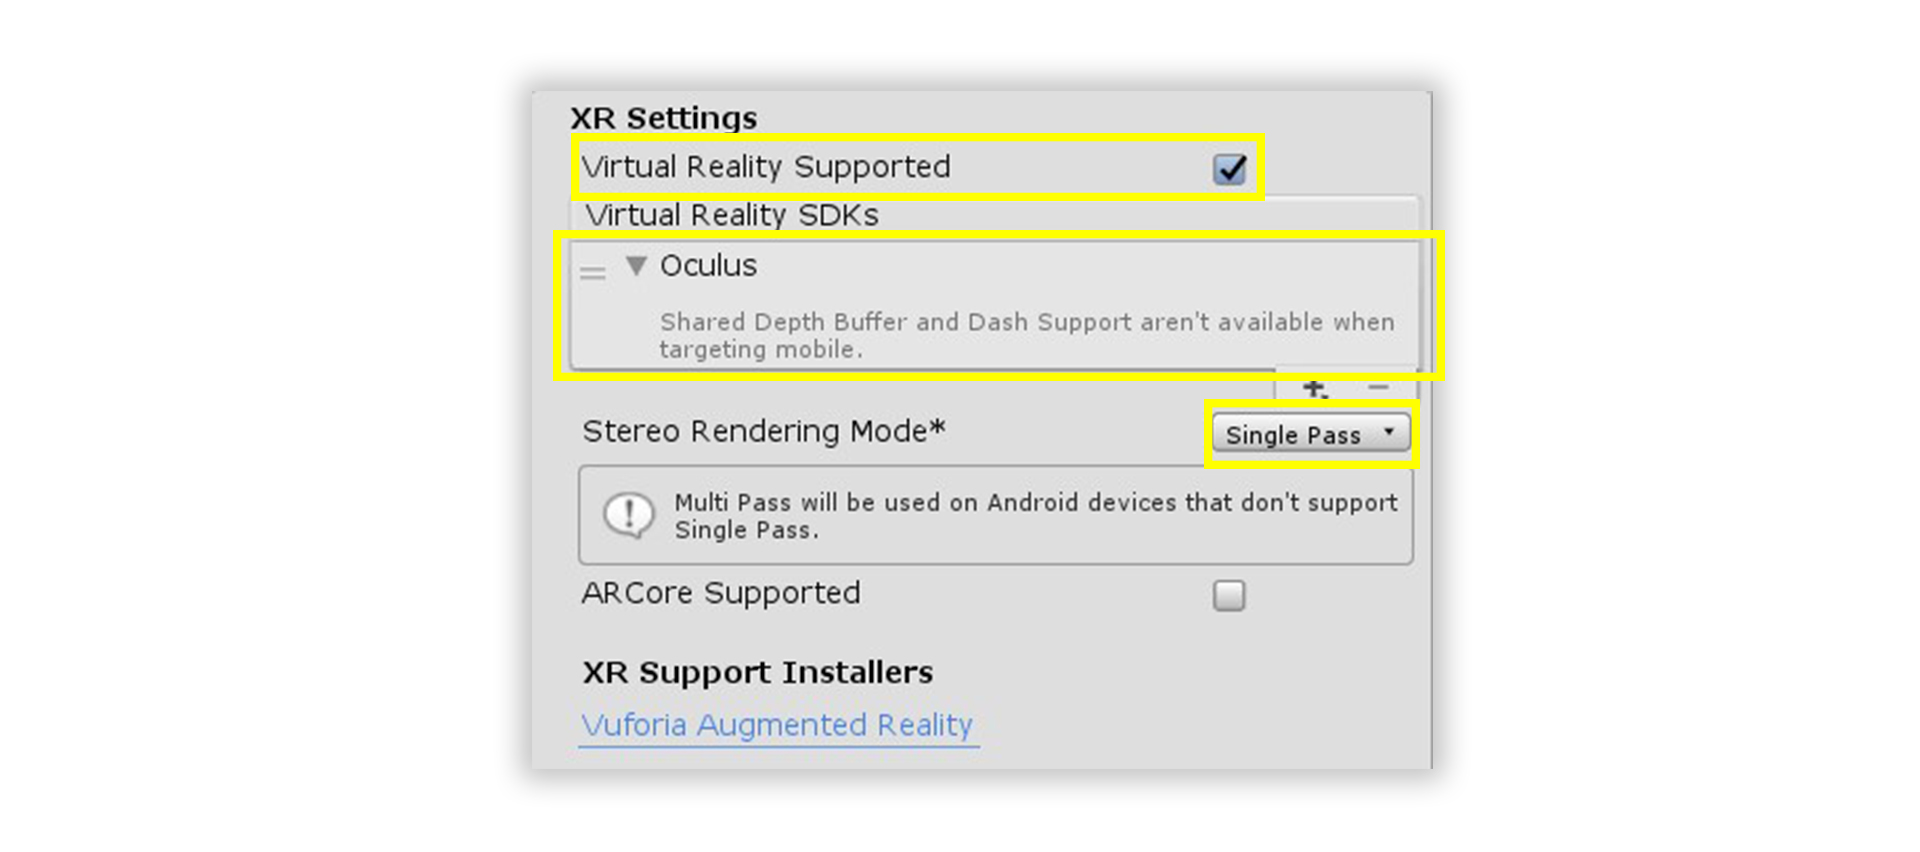 XR Settings
Virtual Reality Supported
Virtual Reality SDKs
Oculus
Shared Depth Buffer and Dash Support aren't available when
targeting mobile.
Stereo Rendering Mode*
Single Pass
Multi Pass will be used on Android devices that don't support
Single Pass.
ARCore Supported
XR Support Installers
Vuforia Augmented Reality